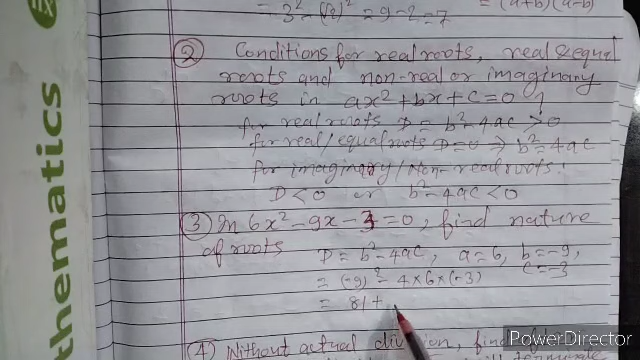 = 3² - (√2)² = 9-2 = 7
= (a+b)(a-b)
② Conditions for real roots, real & equal
roots and non-real or imaginary
roots in ax²+bx+c=0
for real roots D = b²-4ac > 0
for real/equal roots D=0 ⇒ b²=4ac
for imaginary/Non-real roots:
D<0 or b²-4ac<0
③ In 6x²-9x-3=0, find nature
of roots D = b²-4ac, a=6, b=-9,
c=-3
= (-9)² - 4×6×(-3)
= 81+
④ Without actual division, find
thematics
PowerDirector